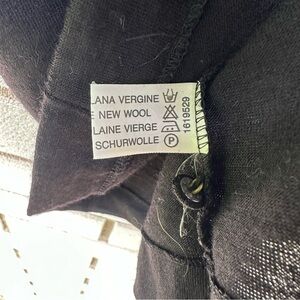 LANA VERGINE
E NEW WOOL
LAINE VIERGE
SCHURWOLLE P
1619529